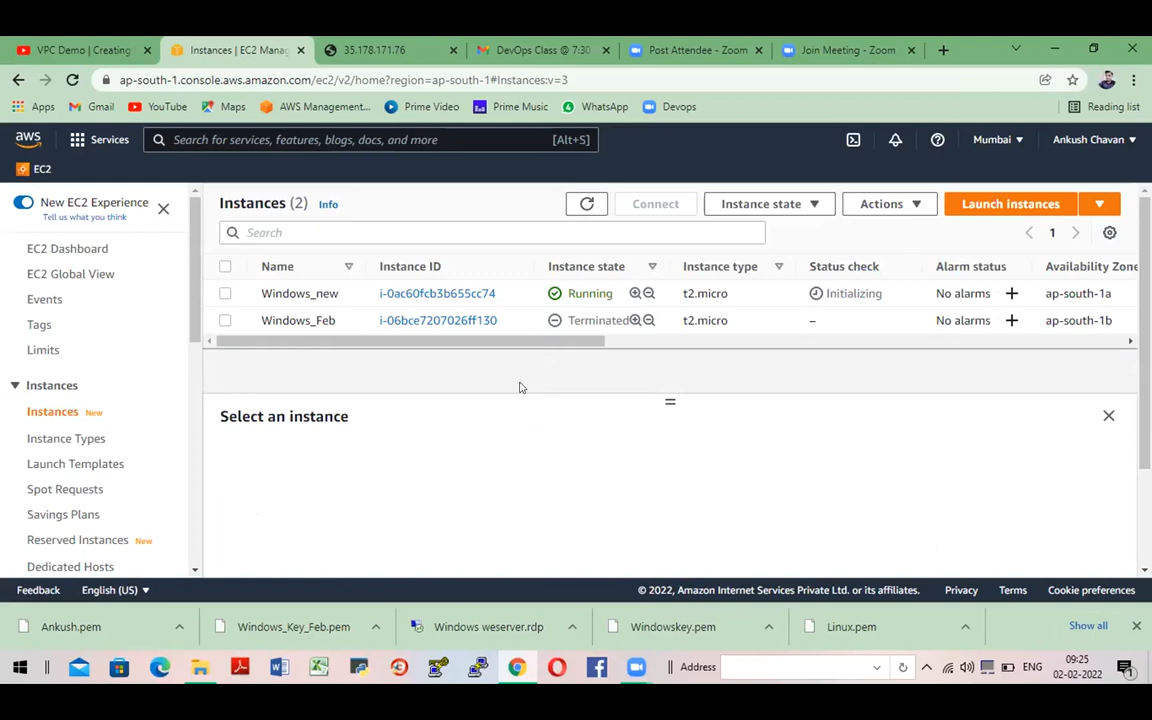 VPC Demo | Creating
Instances | EC2 Mana
35.178.171.76
DevOps Class @ 7:30
Post Attendee - Zoom
Join Meeting - Zoom
ap-south-1.console.aws.amazon.com/ec2/v2/home?region=ap-south-1#Instances:v=3
Apps
Gmail
YouTube
Maps
AWS Management...
Prime Video
Prime Music
WhatsApp
Devops
Reading list
aws
Services
Search for services, features, blogs, docs, and more
[Alt+S]
Mumbai
Ankush Chavan
EC2
New EC2 Experience
Tell us what you think
EC2 Dashboard
EC2 Global View
Events
Tags
Limits
Instances
Instances New
Instance Types
Launch Templates
Spot Requests
Savings Plans
Reserved Instances New
Dedicated Hosts
Instances (2) Info
Connect
Instance state
Actions
Launch instances
Search
1
Name Instance ID Instance state Instance type Status check Alarm status Availability Zone
Windows_new i-0ac60fcb3b655cc74 Running t2.micro Initializing No alarms + ap-south-1a
Windows_Feb i-06bce7207026ff130 Terminated t2.micro – No alarms + ap-south-1b
Select an instance
Feedback
English (US)
© 2022, Amazon Internet Services Private Ltd. or its affiliates.
Privacy
Terms
Cookie preferences
Ankush.pem
Windows_Key_Feb.pem
Windows weserver.rdp
Windowskey.pem
Linux.pem
Show all
Address
ENG
09:25
02-02-2022
1